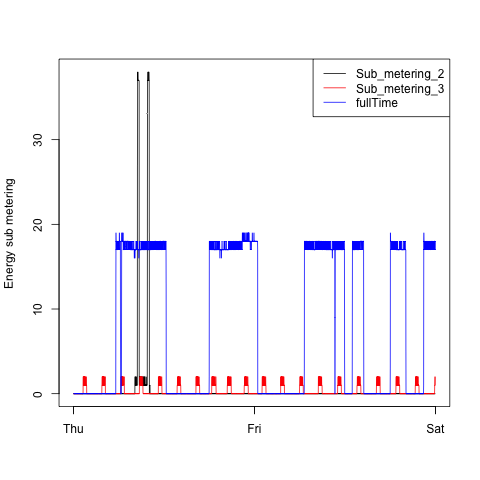 Sub_metering_2
Sub_metering_3
fullTime
Energy sub metering
30
20
10
0
Thu Fri Sat